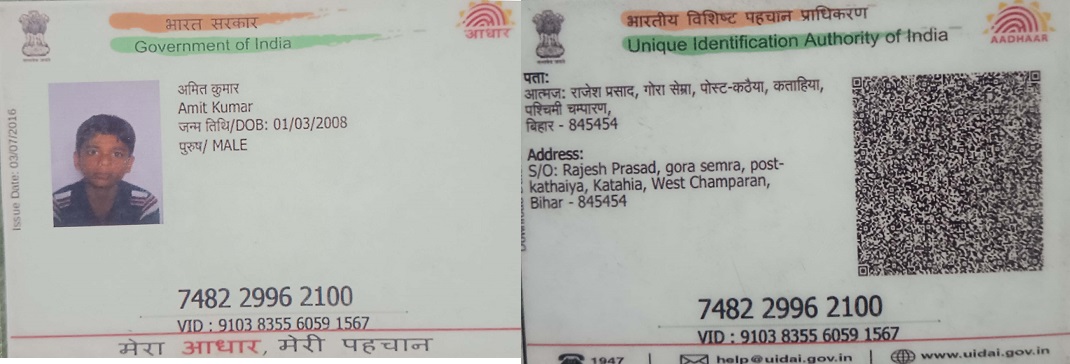 भारत सरकार
Government of India
आधार
Issue Date: 03/07/2016
अमित कुमार
Amit Kumar
जन्म तिथि/DOB: 01/03/2008
पुरुष/ MALE
7482 2996 2100
VID : 9103 8355 6059 1567
मेरा आधार, मेरी पहचान
भारतीय विशिष्ट पहचान प्राधिकरण
Unique Identification Authority of India
AADHAAR
पता:
आत्मज: राजेश प्रसाद, गोरा सेम्रा, पोस्ट-कठैया, कताहिया,
पश्चिमी चम्पारण,
बिहार - 845454
Address:
S/O: Rajesh Prasad, gora semra, post-
kathaiya, Katahia, West Champaran,
Bihar - 845454
7482 2996 2100
VID : 9103 8355 6059 1567
1947 | help@uidai.gov.in | www.uidai.gov.in